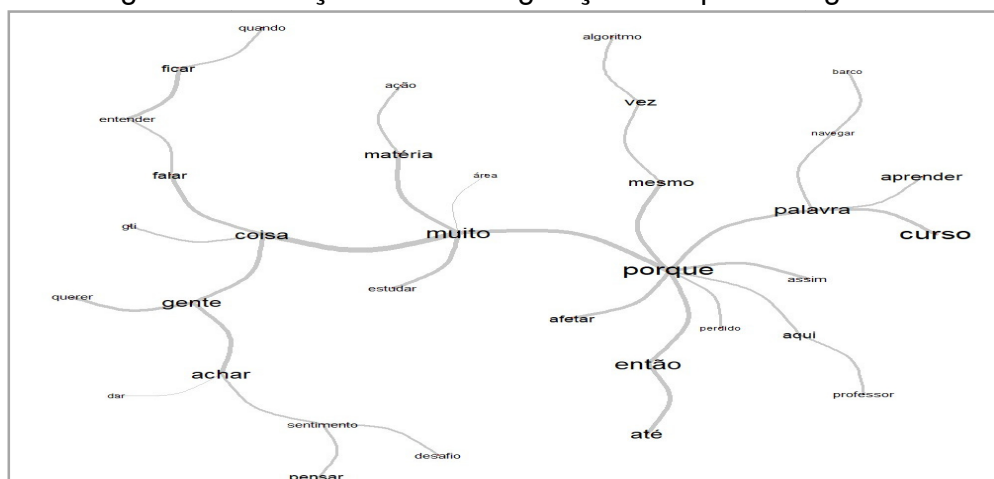 quando
ficar
entender
falar
gti
coisa
querer
gente
achar
dar
sentimento
desafio
pensar
ação
matéria
área
muito
estudar
algoritmo
vez
mesmo
porque
afetar
perdido
então
até
barco
navegar
aprender
palavra
curso
assim
aqui
professor